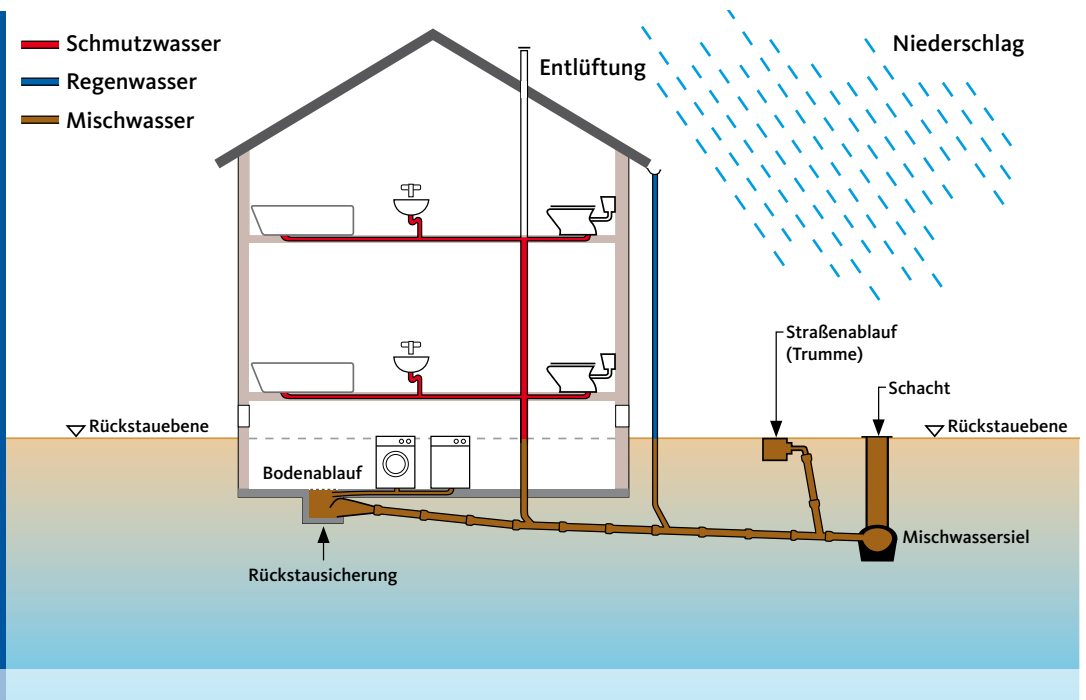 Schmutzwasser
Regenwasser
Mischwasser
Entlüftung
Niederschlag
Straßenablauf
(Trumme)
Schacht
Rückstauebene
Rückstauebene
Bodenablauf
Mischwassersiel
Rückstausicherung